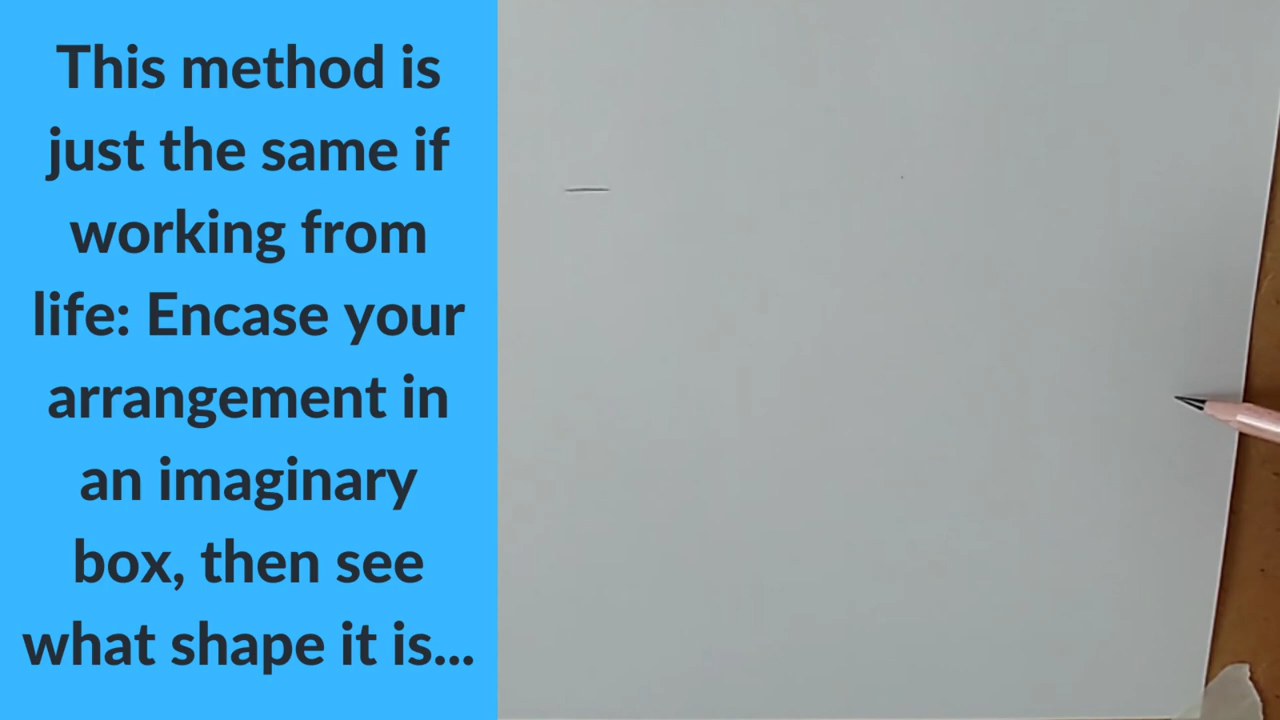 This method is
just the same if
working from
life: Encase your
arrangement in
an imaginary
box, then see
what shape it is...